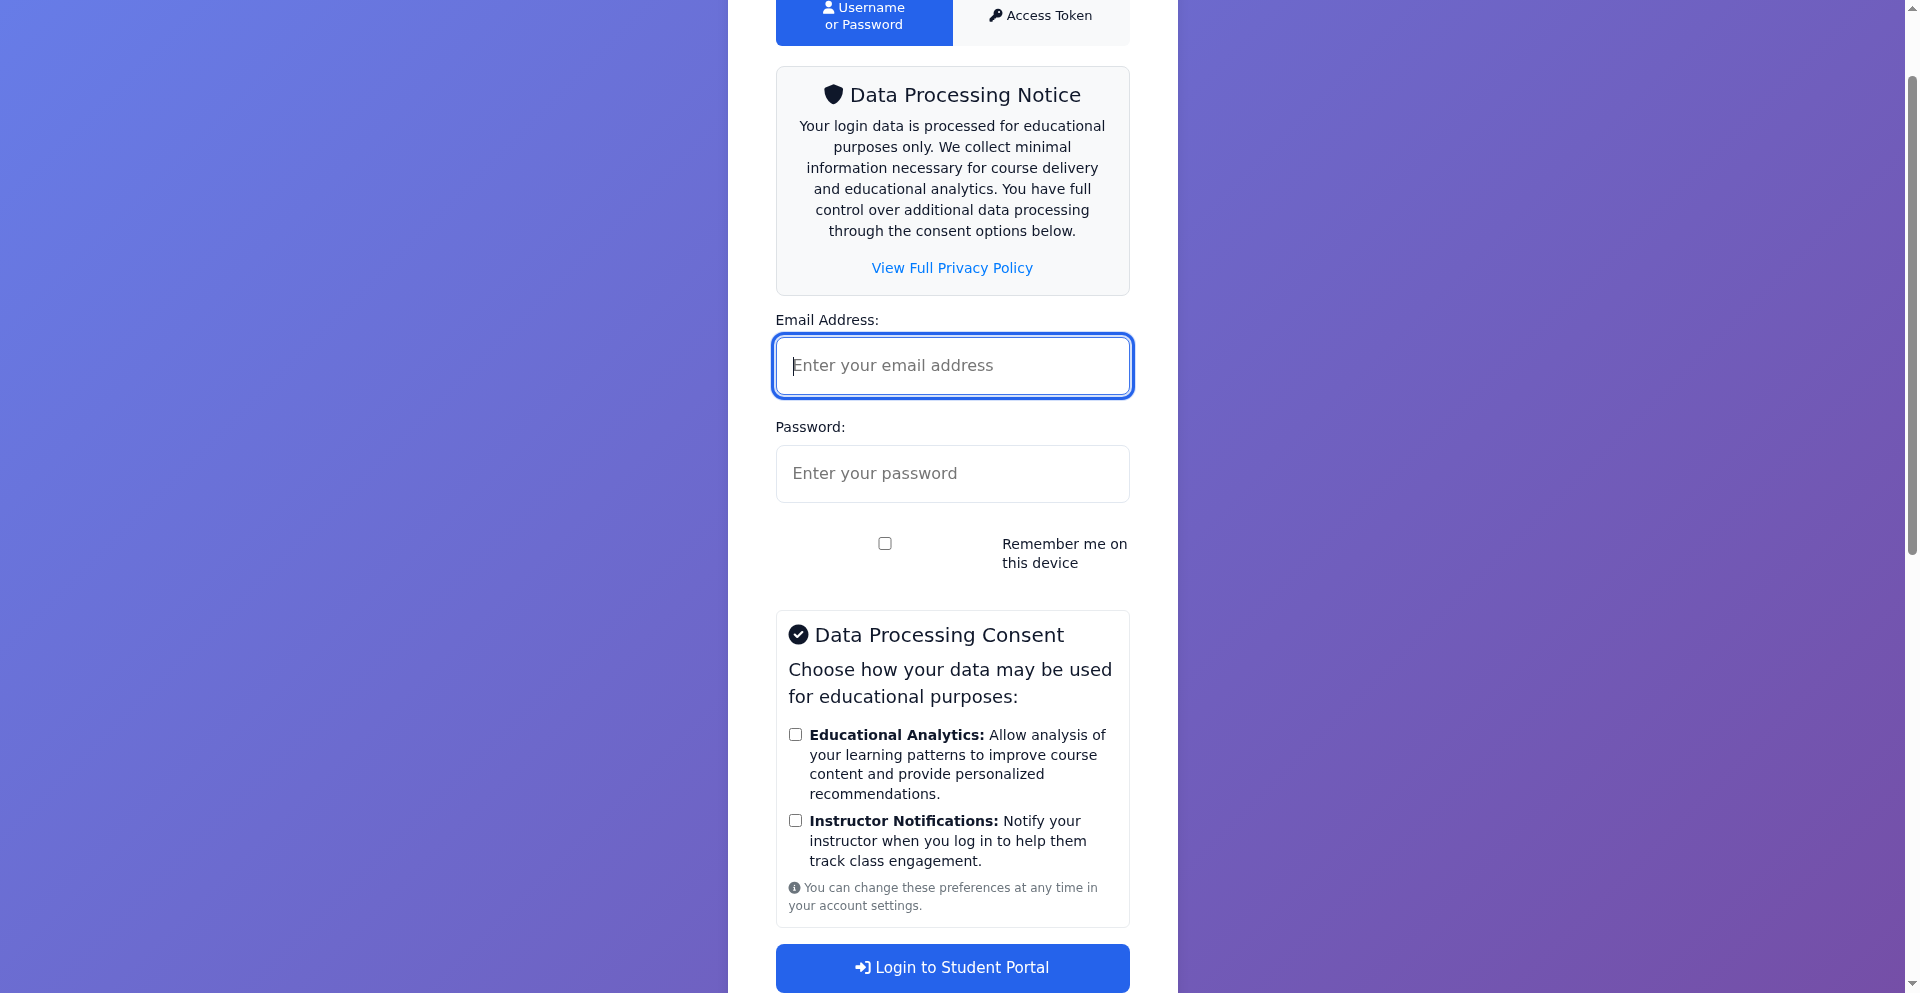 Username
or Password
Access Token
Data Processing Notice
Your login data is processed for educational
purposes only. We collect minimal
information necessary for course delivery
and educational analytics. You have full
control over additional data processing
through the consent options below.
View Full Privacy Policy
Email Address:
Enter your email address
Password:
Enter your password
Remember me on
this device
Data Processing Consent
Choose how your data may be used
for educational purposes:
Educational Analytics: Allow analysis of
your learning patterns to improve course
content and provide personalized
recommendations.
Instructor Notifications: Notify your
instructor when you log in to help them
track class engagement.
You can change these preferences at any time in
your account settings.
Login to Student Portal